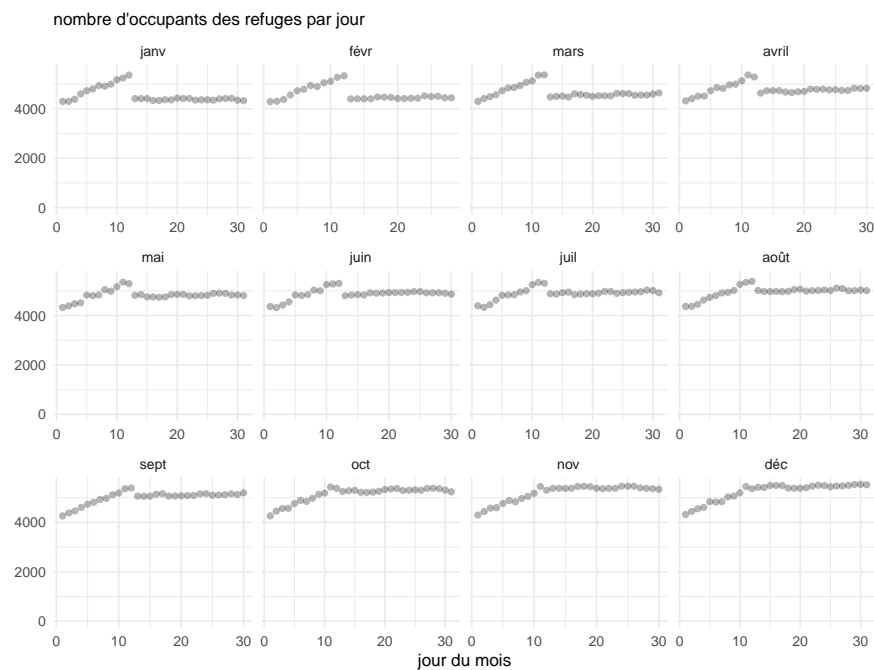 nombre d'occupants des refuges par jour
janv févr mars avril
4000
2000
0
0 10 20 30 0 10 20 0 10 20 30 0 10 20 30
mai juin juil août
4000
2000
0
0 10 20 30 0 10 20 30 0 10 20 30 0 10 20 30
sept oct nov déc
4000
2000
0
0 10 20 30 0 10 20 30 0 10 20 30 0 10 20 30
jour du mois